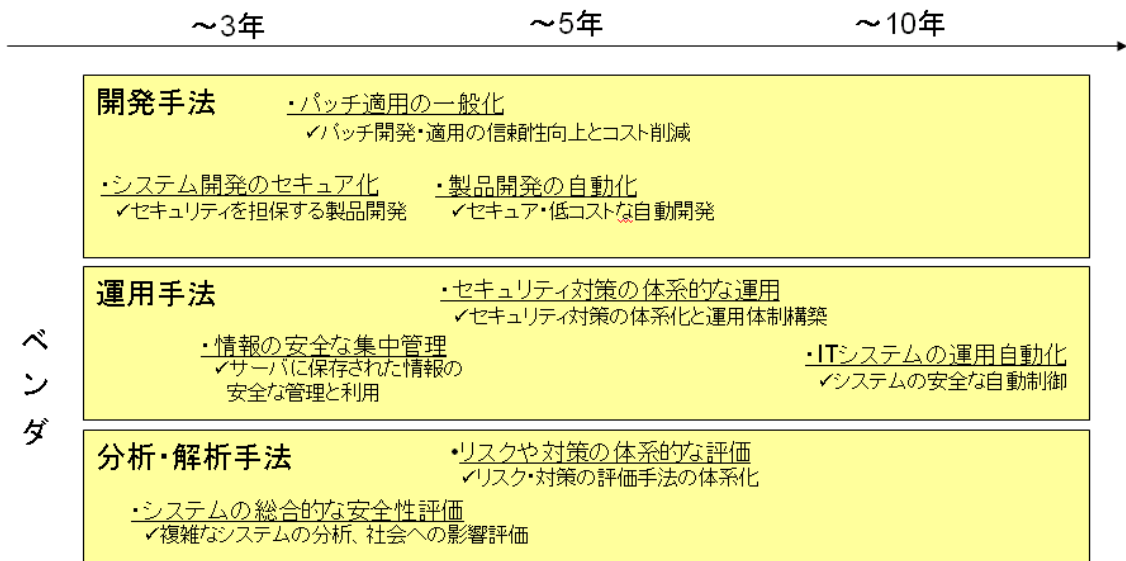 ～3年
～5年
～10年
開発手法
・パッチ適用の一般化
✓パッチ開発・適用の信頼性向上とコスト削減
・システム開発のセキュア化
✓セキュリティを担保する製品開発
・製品開発の自動化
✓セキュア・低コストな自動開発
ベンダ
運用手法
・セキュリティ対策の体系的な運用
✓セキュリティ対策の体系化と運用体制構築
・情報の安全な集中管理
✓サーバに保存された情報の
安全な管理と利用
・ITシステムの運用自動化
✓システムの安全な自動制御
分析・解析手法
・リスクや対策の体系的な評価
✓リスク・対策の評価手法の体系化
・システムの総合的な安全性評価
✓複雑なシステムの分析、社会への影響評価